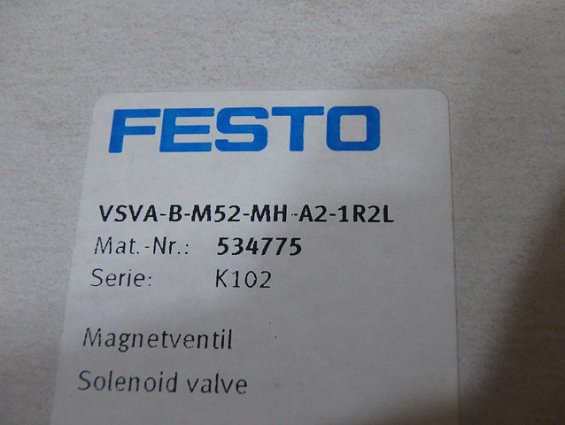 FESTO
VSVA-B-M52-MH-A2-1R2L
Mat.-Nr.: 534775
Serie: K102
Magnetventil
Solenoid valve